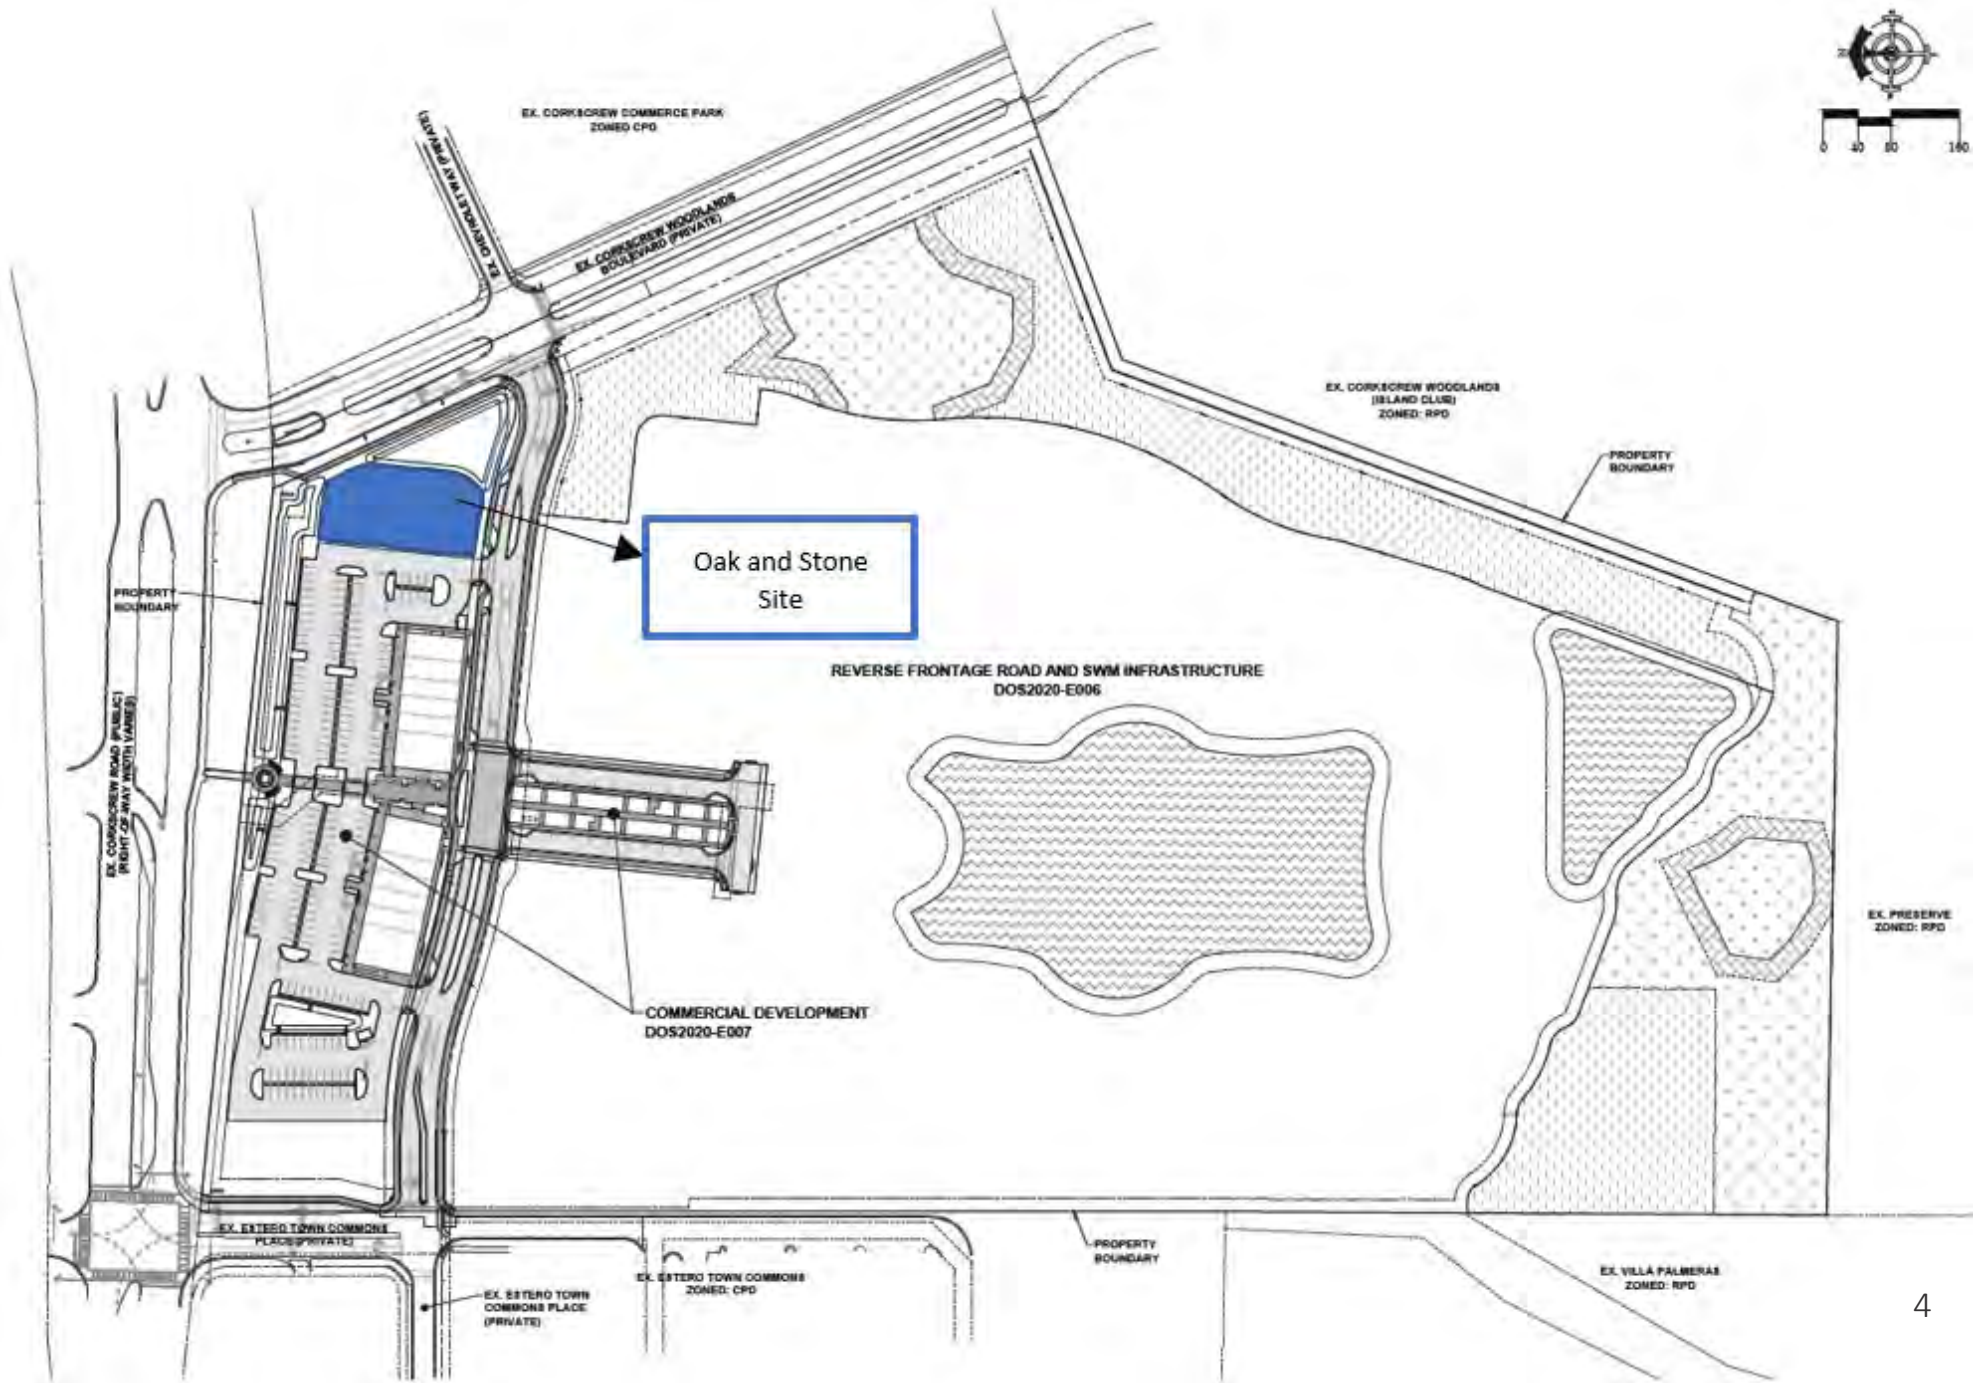 EX. CORKSCREW COMMERCE PARK
ZONED CPD
0 40 80 160
EX. CHEVROLET WAY (PRIVATE)
EX. CORKSCREW WOODLANDS
BOULEVARD (PRIVATE)
EX. CORKSCREW WOODLANDS
(ISLAND CLUB)
ZONED: RPD
PROPERTY
BOUNDARY
Oak and Stone
Site
PROPERTY
BOUNDARY
REVERSE FRONTAGE ROAD AND SWM INFRASTRUCTURE
DOS2020-E006
EX. CORKSCREW ROAD (PUBLIC)
(RIGHT-OF-WAY WIDTH VARIES)
EX. PRESERVE
ZONED: RPD
COMMERCIAL DEVELOPMENT
DOS2020-E007
EX. ESTERO TOWN COMMONS
PLACE (PRIVATE)
PROPERTY
BOUNDARY
EX. ESTERO TOWN COMMONS
ZONED: CPD
EX. VILLA PALMERAS
ZONED: RPD
EX. ESTERO TOWN
COMMONS PLACE
(PRIVATE)
4